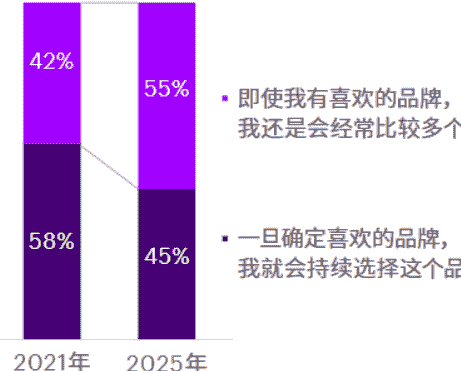 42%
55%
即使我有喜欢的品牌，
我还是会经常比较多个
58%
45%
一旦确定喜欢的品牌，
我就会持续选择这个品
2021年
2025年